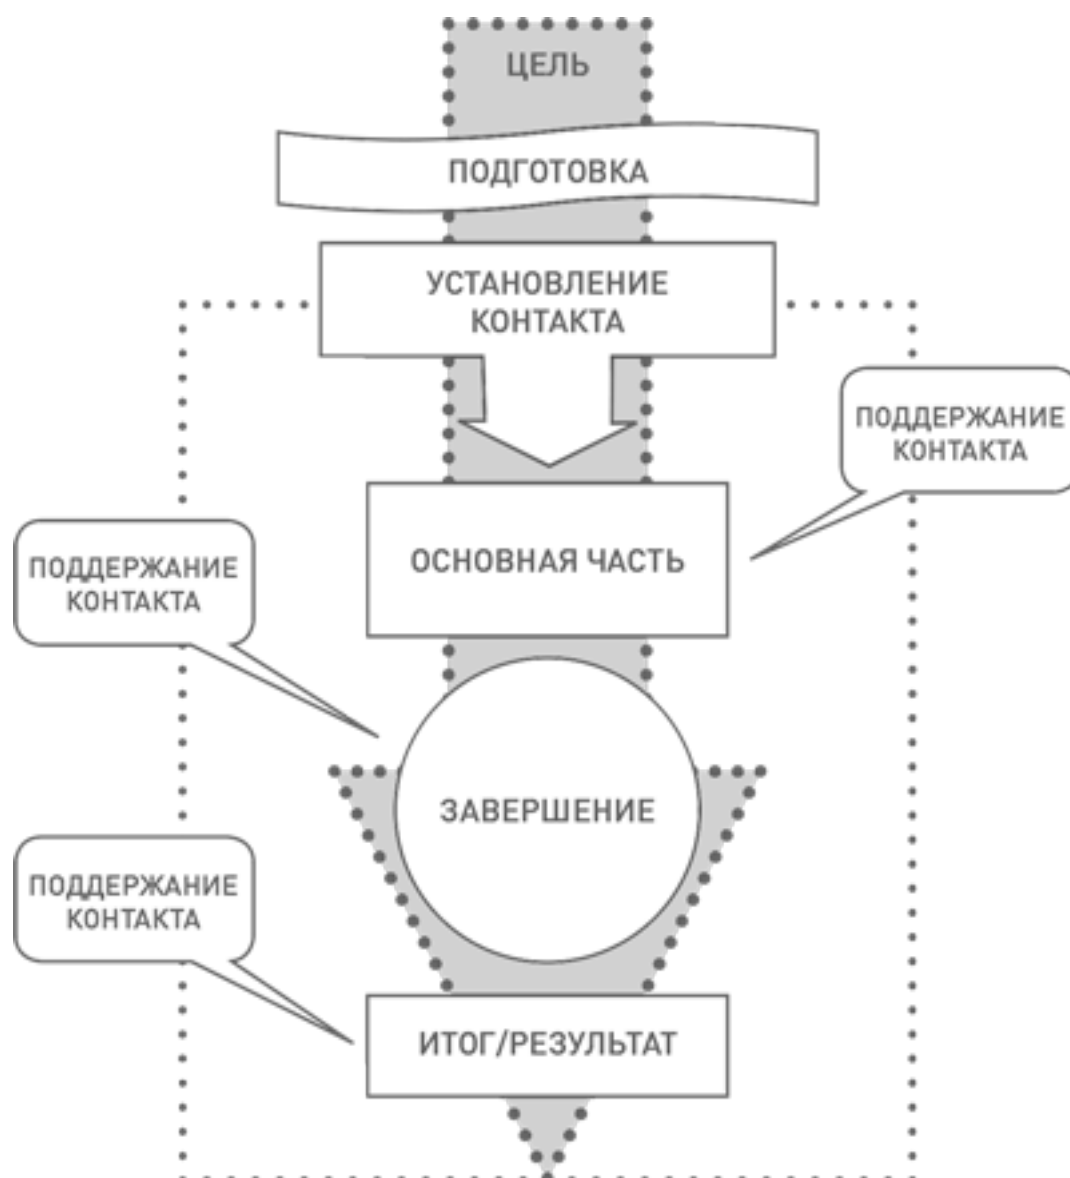 ЦЕЛЬ
ПОДГОТОВКА
УСТАНОВЛЕНИЕ
КОНТАКТА
ПОДДЕРЖАНИЕ
КОНТАКТА
ОСНОВНАЯ ЧАСТЬ
ПОДДЕРЖАНИЕ
КОНТАКТА
ЗАВЕРШЕНИЕ
ПОДДЕРЖАНИЕ
КОНТАКТА
ИТОГ/РЕЗУЛЬТАТ